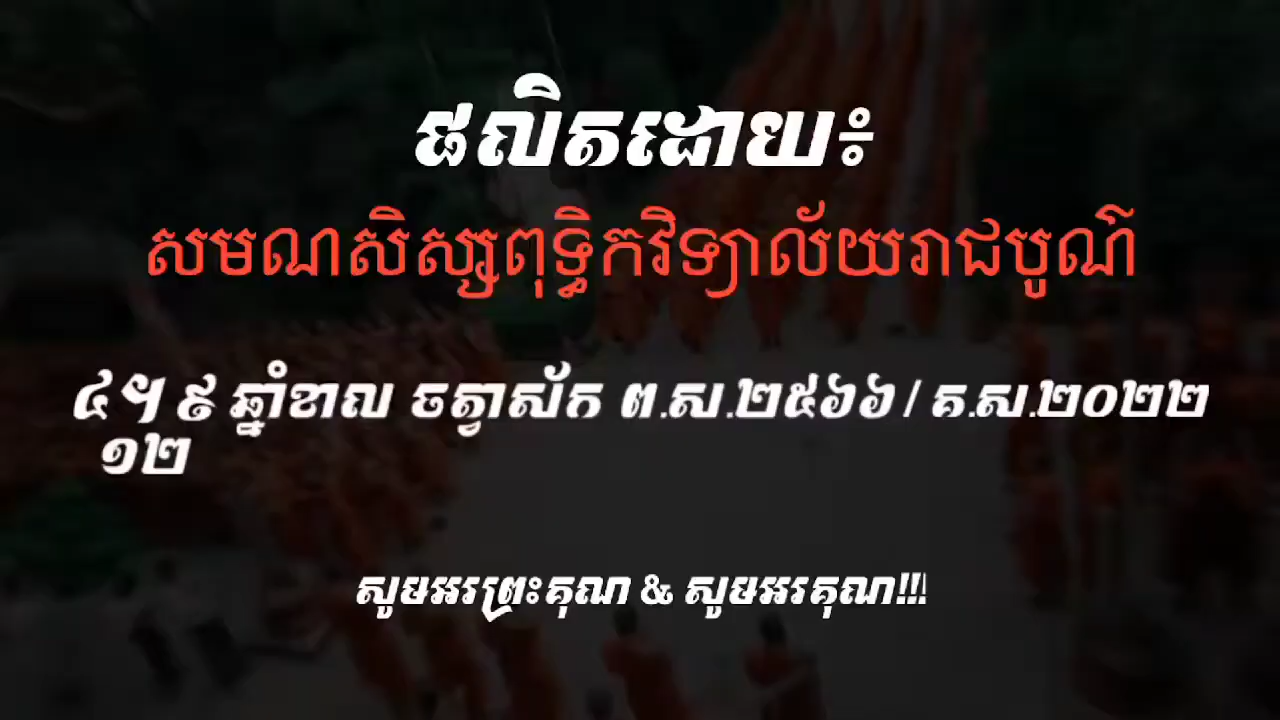 ផលិតដោយ៖
សមណសិស្សពុទ្ធិកវិទ្យាល័យរាជបូណ៌
៤ ឦ ៩ ឆ្នាំខាល ចត្វាស័ក ព.ស.២៥៦៦ / គ.ស.២០២២
១២
សូមអរព្រះគុណ & សូមអរគុណ!!!